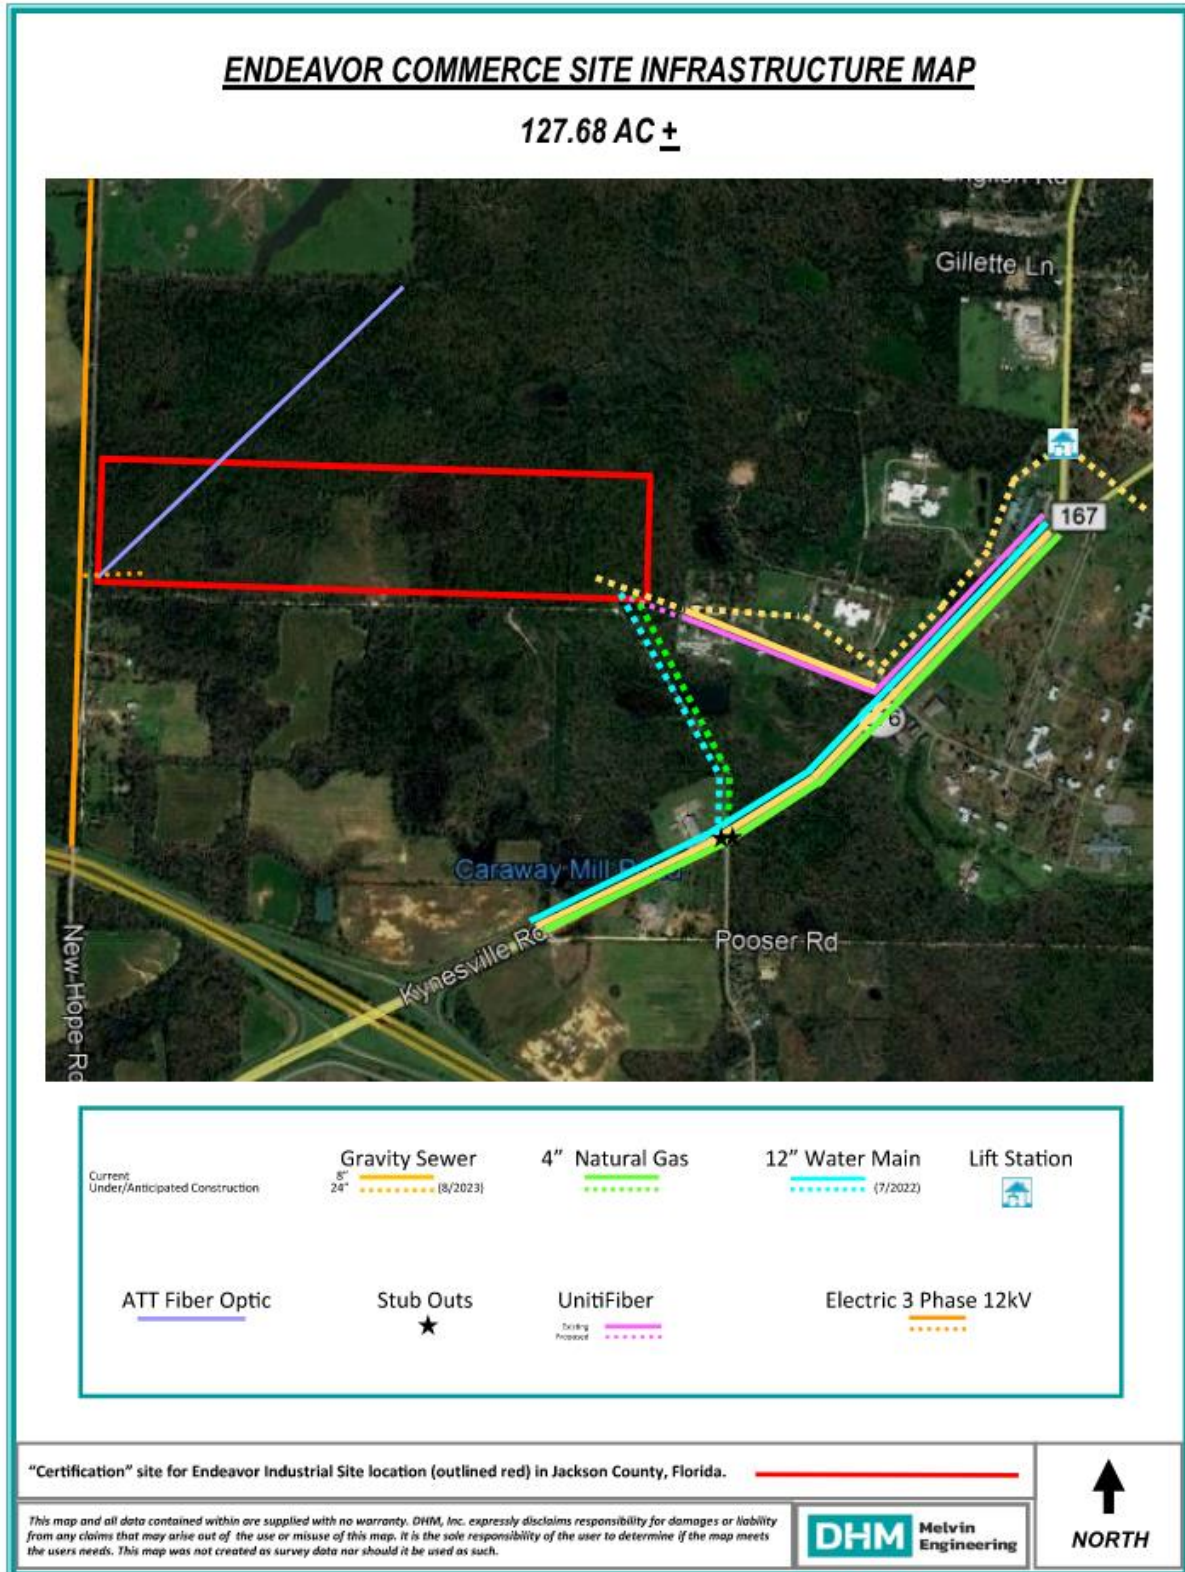 ENDEAVOR COMMERCE SITE INFRASTRUCTURE MAP
127.68 AC ±
English Rd
Gillette Ln
167
6
Caraway Mill Pond
Kynesville Rd
Pooser Rd
New Hope Rd
Gravity Sewer
4” Natural Gas
12” Water Main
Lift Station
Current
8”
Under/Anticipated Construction
24”
(8/2023)
(7/2022)
ATT Fiber Optic
Stub Outs
UnitiFiber
Electric 3 Phase 12kV
Existing
Proposed
“Certification” site for Endeavor Industrial Site location (outlined red) in Jackson County, Florida.
This map and all data contained within are supplied with no warranty. DHM, Inc. expressly disclaims responsibility for damages or liability
from any claims that may arise out of the use or misuse of this map. It is the sole responsibility of the user to determine if the map meets
the users needs. This map was not created as survey data nor should it be used as such.
DHM
Melvin
Engineering
NORTH